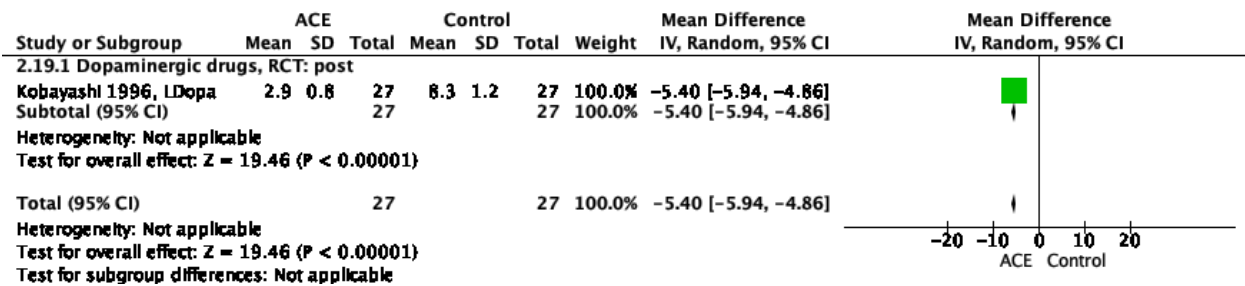 ACE Control Mean Difference Mean Difference
Study or Subgroup Mean SD Total Mean SD Total Weight IV, Random, 95% CI IV, Random, 95% CI
2.19.1 Dopaminergic drugs, RCT: post
Kobayashi 1996, LDopa 2.9 0.8 27 8.3 1.2 27 100.0% -5.40 [-5.94, -4.86]
Subtotal (95% CI) 27 27 100.0% -5.40 [-5.94, -4.86]
Heterogeneity: Not applicable
Test for overall effect: Z = 19.46 (P < 0.00001)
Total (95% CI) 27 27 100.0% -5.40 [-5.94, -4.86]
Heterogeneity: Not applicable
Test for overall effect: Z = 19.46 (P < 0.00001)
Test for subgroup differences: Not applicable
-20 -10 0 10 20
ACE Control